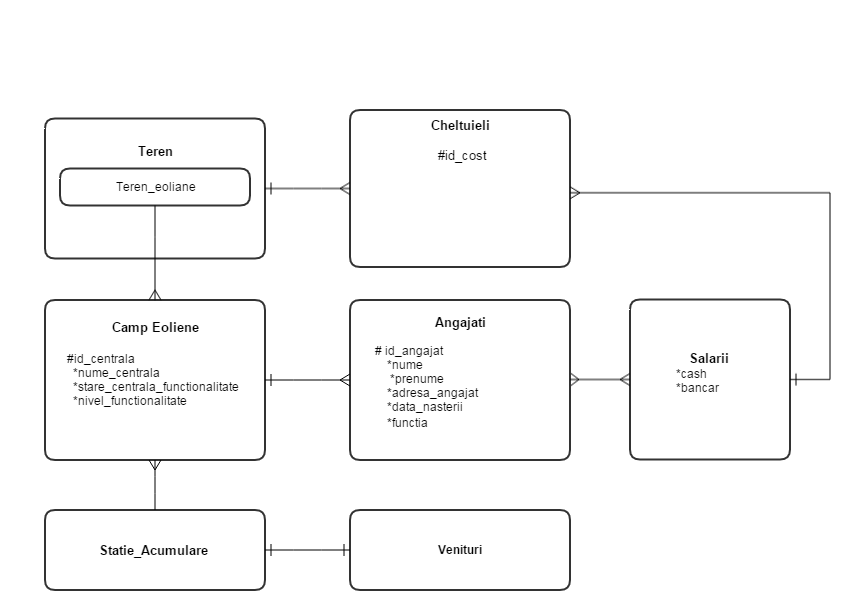 Teren
Teren_eoliane
Cheltuieli
#id_cost
Camp Eoliene
#id_centrala
*nume_centrala
*stare_centrala_functionalitate
*nivel_functionalitate
Angajati
# id_angajat
*nume
*prenume
*adresa_angajat
*data_nasterii
*functia
Salarii
*cash
*bancar
Statie_Acumulare
Venituri